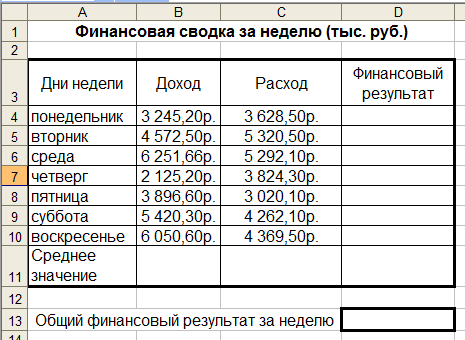 A B C D
1 Финансовая сводка за неделю (тыс. руб.)
2
3 Дни недели Доход Расход Финансовый результат
4 понедельник 3 245,20р. 3 628,50р.
5 вторник 4 572,50р. 5 320,50р.
6 среда 6 251,66р. 5 292,10р.
7 четверг 2 125,20р. 3 824,30р.
8 пятница 3 896,60р. 3 020,10р.
9 суббота 5 420,30р. 4 262,10р.
10 воскресенье 6 050,60р. 4 369,50р.
11 Среднее значение
12
13 Общий финансовый результат за неделю
14